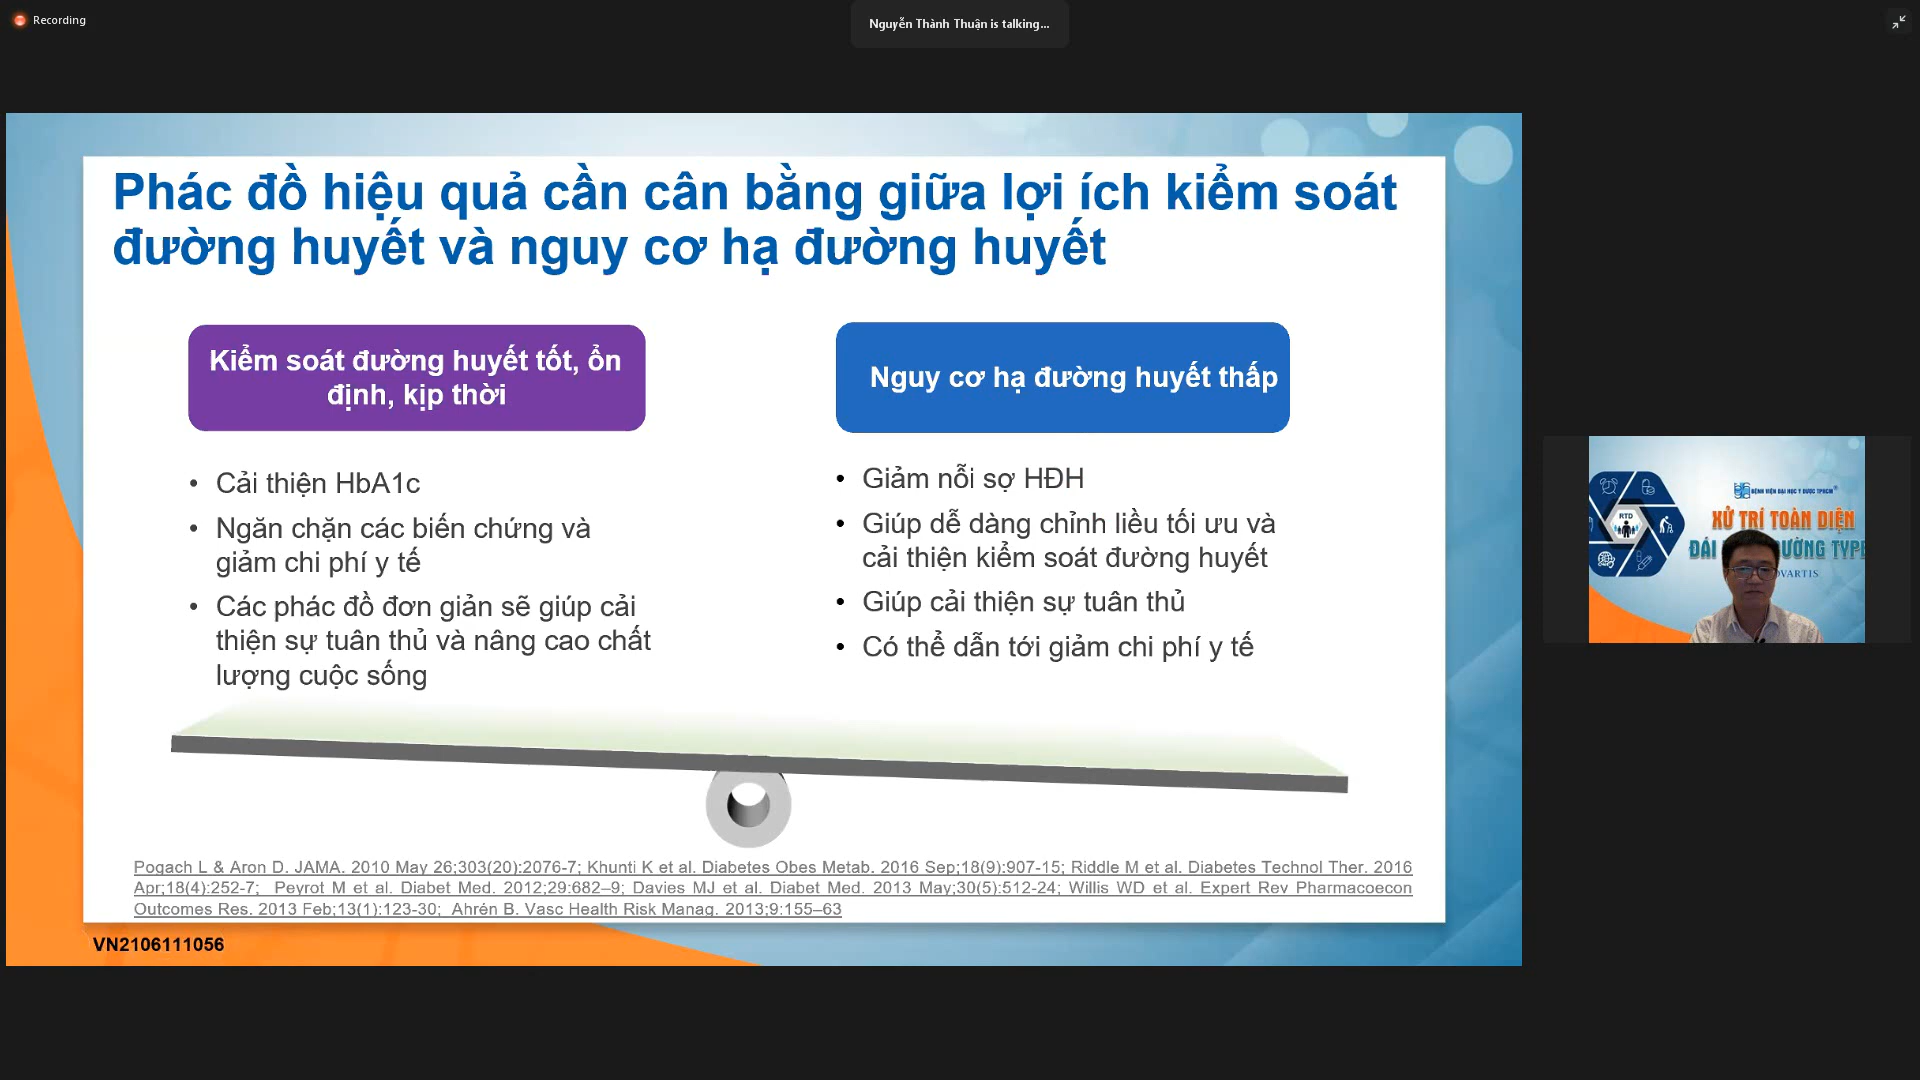 Recording
Nguyễn Thành Thuận is talking...
Phác đồ hiệu quả cần cân bằng giữa lợi ích kiểm soát
đường huyết và nguy cơ hạ đường huyết
Kiểm soát đường huyết tốt, ổn
định, kịp thời
• Cải thiện HbA1c
• Ngăn chặn các biến chứng và
giảm chi phí y tế
• Các phác đồ đơn giản sẽ giúp cải
thiện sự tuân thủ và nâng cao chất
lượng cuộc sống
Nguy cơ hạ đường huyết thấp
• Giảm nỗi sợ HĐH
• Giúp dễ dàng chỉnh liều tối ưu và
cải thiện kiểm soát đường huyết
• Giúp cải thiện sự tuân thủ
• Có thể dẫn tới giảm chi phí y tế
Pogach L & Aron D. JAMA. 2010 May 26;303(20):2076-7; Khunti K et al. Diabetes Obes Metab. 2016 Sep;18(9):907-15; Riddle M et al. Diabetes Technol Ther. 2016
Apr;18(4):252-7; Peyrot M et al. Diabet Med. 2012;29:682–9; Davies MJ et al. Diabet Med. 2013 May;30(5):512-24; Willis WD et al. Expert Rev Pharmacoecon
Outcomes Res. 2013 Feb;13(1):123-30; Ahrén B. Vasc Health Risk Manag. 2013;9:155–63
VN2106111056
BỆNH VIỆN ĐẠI HỌC Y DƯỢC TPHCM
RTD
XỬ TRÍ TOÀN DIỆN
ĐÁI ƯỜNG TYPE
OVARTIS